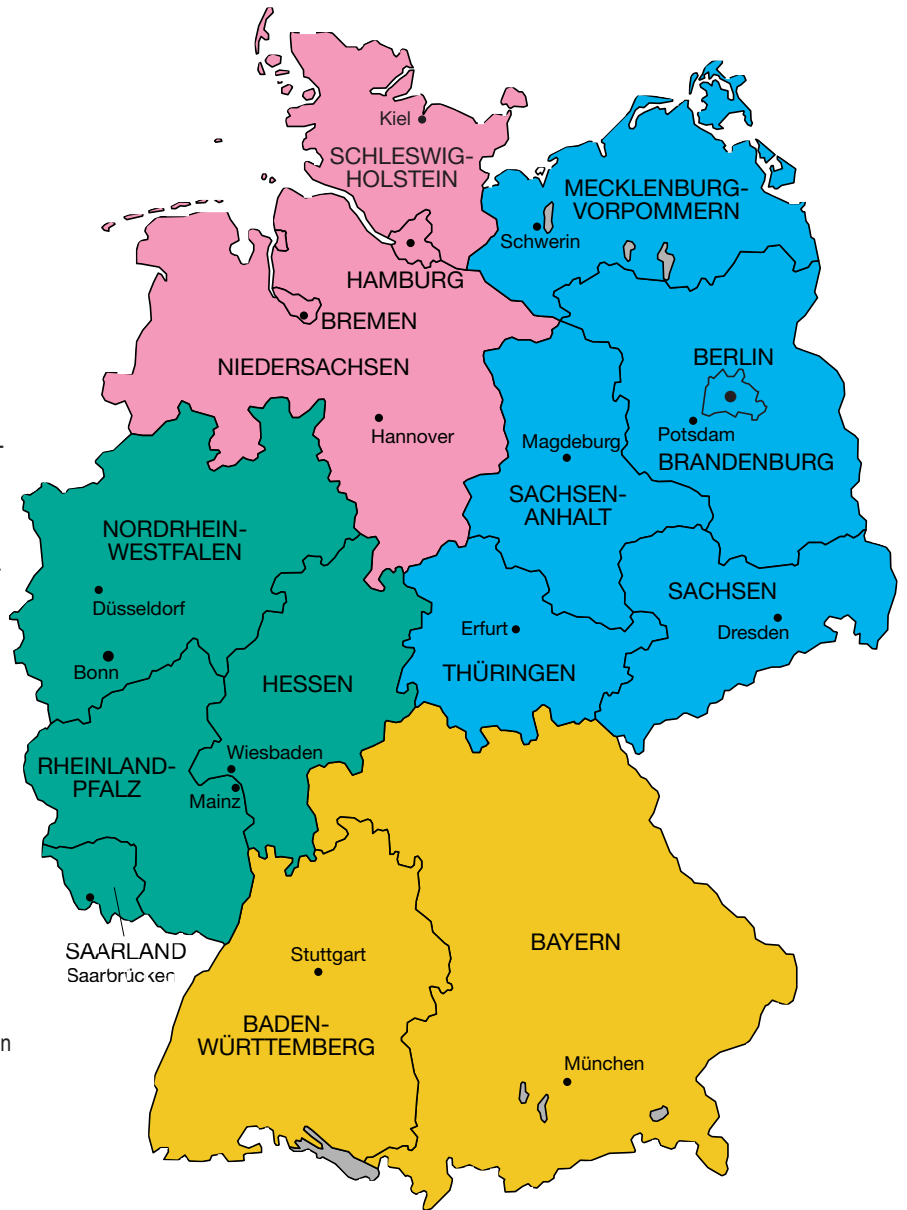 Kiel
SCHLESWIG-
HOLSTEIN
MECKLENBURG-
VORPOMMERN
Schwerin
HAMBURG
BREMEN
NIEDERSACHSEN
BERLIN
Hannover
Potsdam
Magdeburg
BRANDENBURG
SACHSEN-
ANHALT
NORDRHEIN-
WESTFALEN
Düsseldorf
SACHSEN
Erfurt
Dresden
Bonn
HESSEN
THÜRINGEN
Wiesbaden
RHEINLAND-
PFALZ
Mainz
SAARLAND
Saarbrücken
Stuttgart
BAYERN
BADEN-
WÜRTTEMBERG
n
München